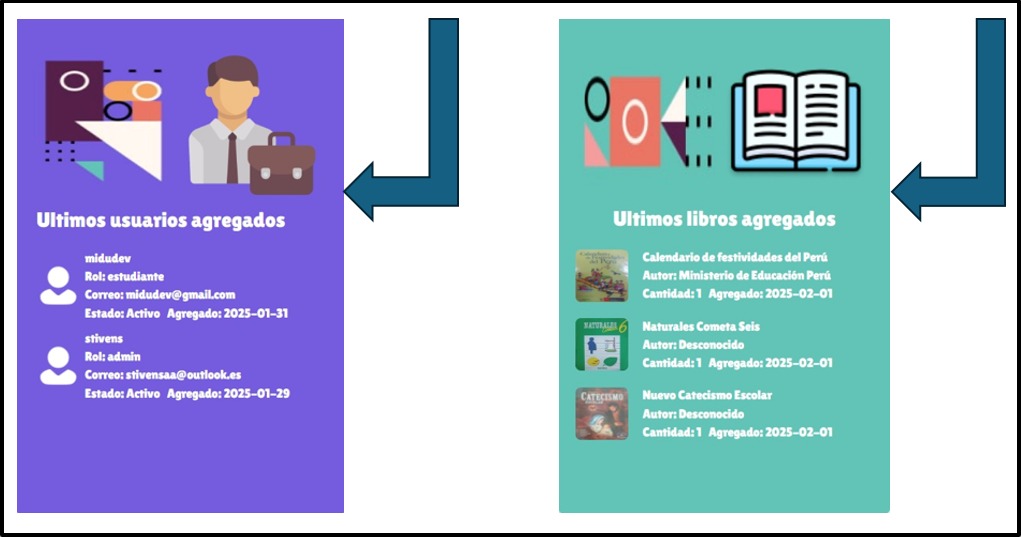 Ultimos usuarios agregados
midudev
Rol: estudiante
Correo: midudev@gmail.com
Estado: Activo Agregado: 2025-01-31
stivens
Rol: admin
Correo: stivensaa@outlook.es
Estado: Activo Agregado: 2025-01-29
Ultimos libros agregados
Calendario de festividades del Perú
Autor: Ministerio de Educación Perú
Cantidad: 1 Agregado: 2025-02-01
NATURALES
6
Naturales Cometa Seis
Autor: Desconocido
Cantidad: 1 Agregado: 2025-02-01
CATECISMO
Nuevo Catecismo Escolar
Autor: Desconocido
Cantidad: 1 Agregado: 2025-02-01